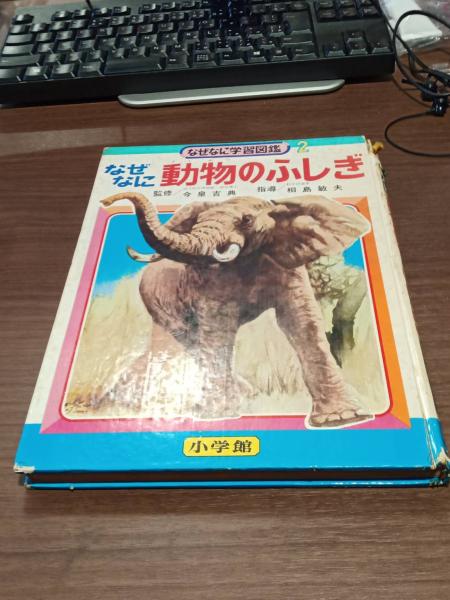 なぜなに学習図鑑 2
なぜなに 動物のふしぎ
監修／今泉吉典 指導／相島敏夫
小学館